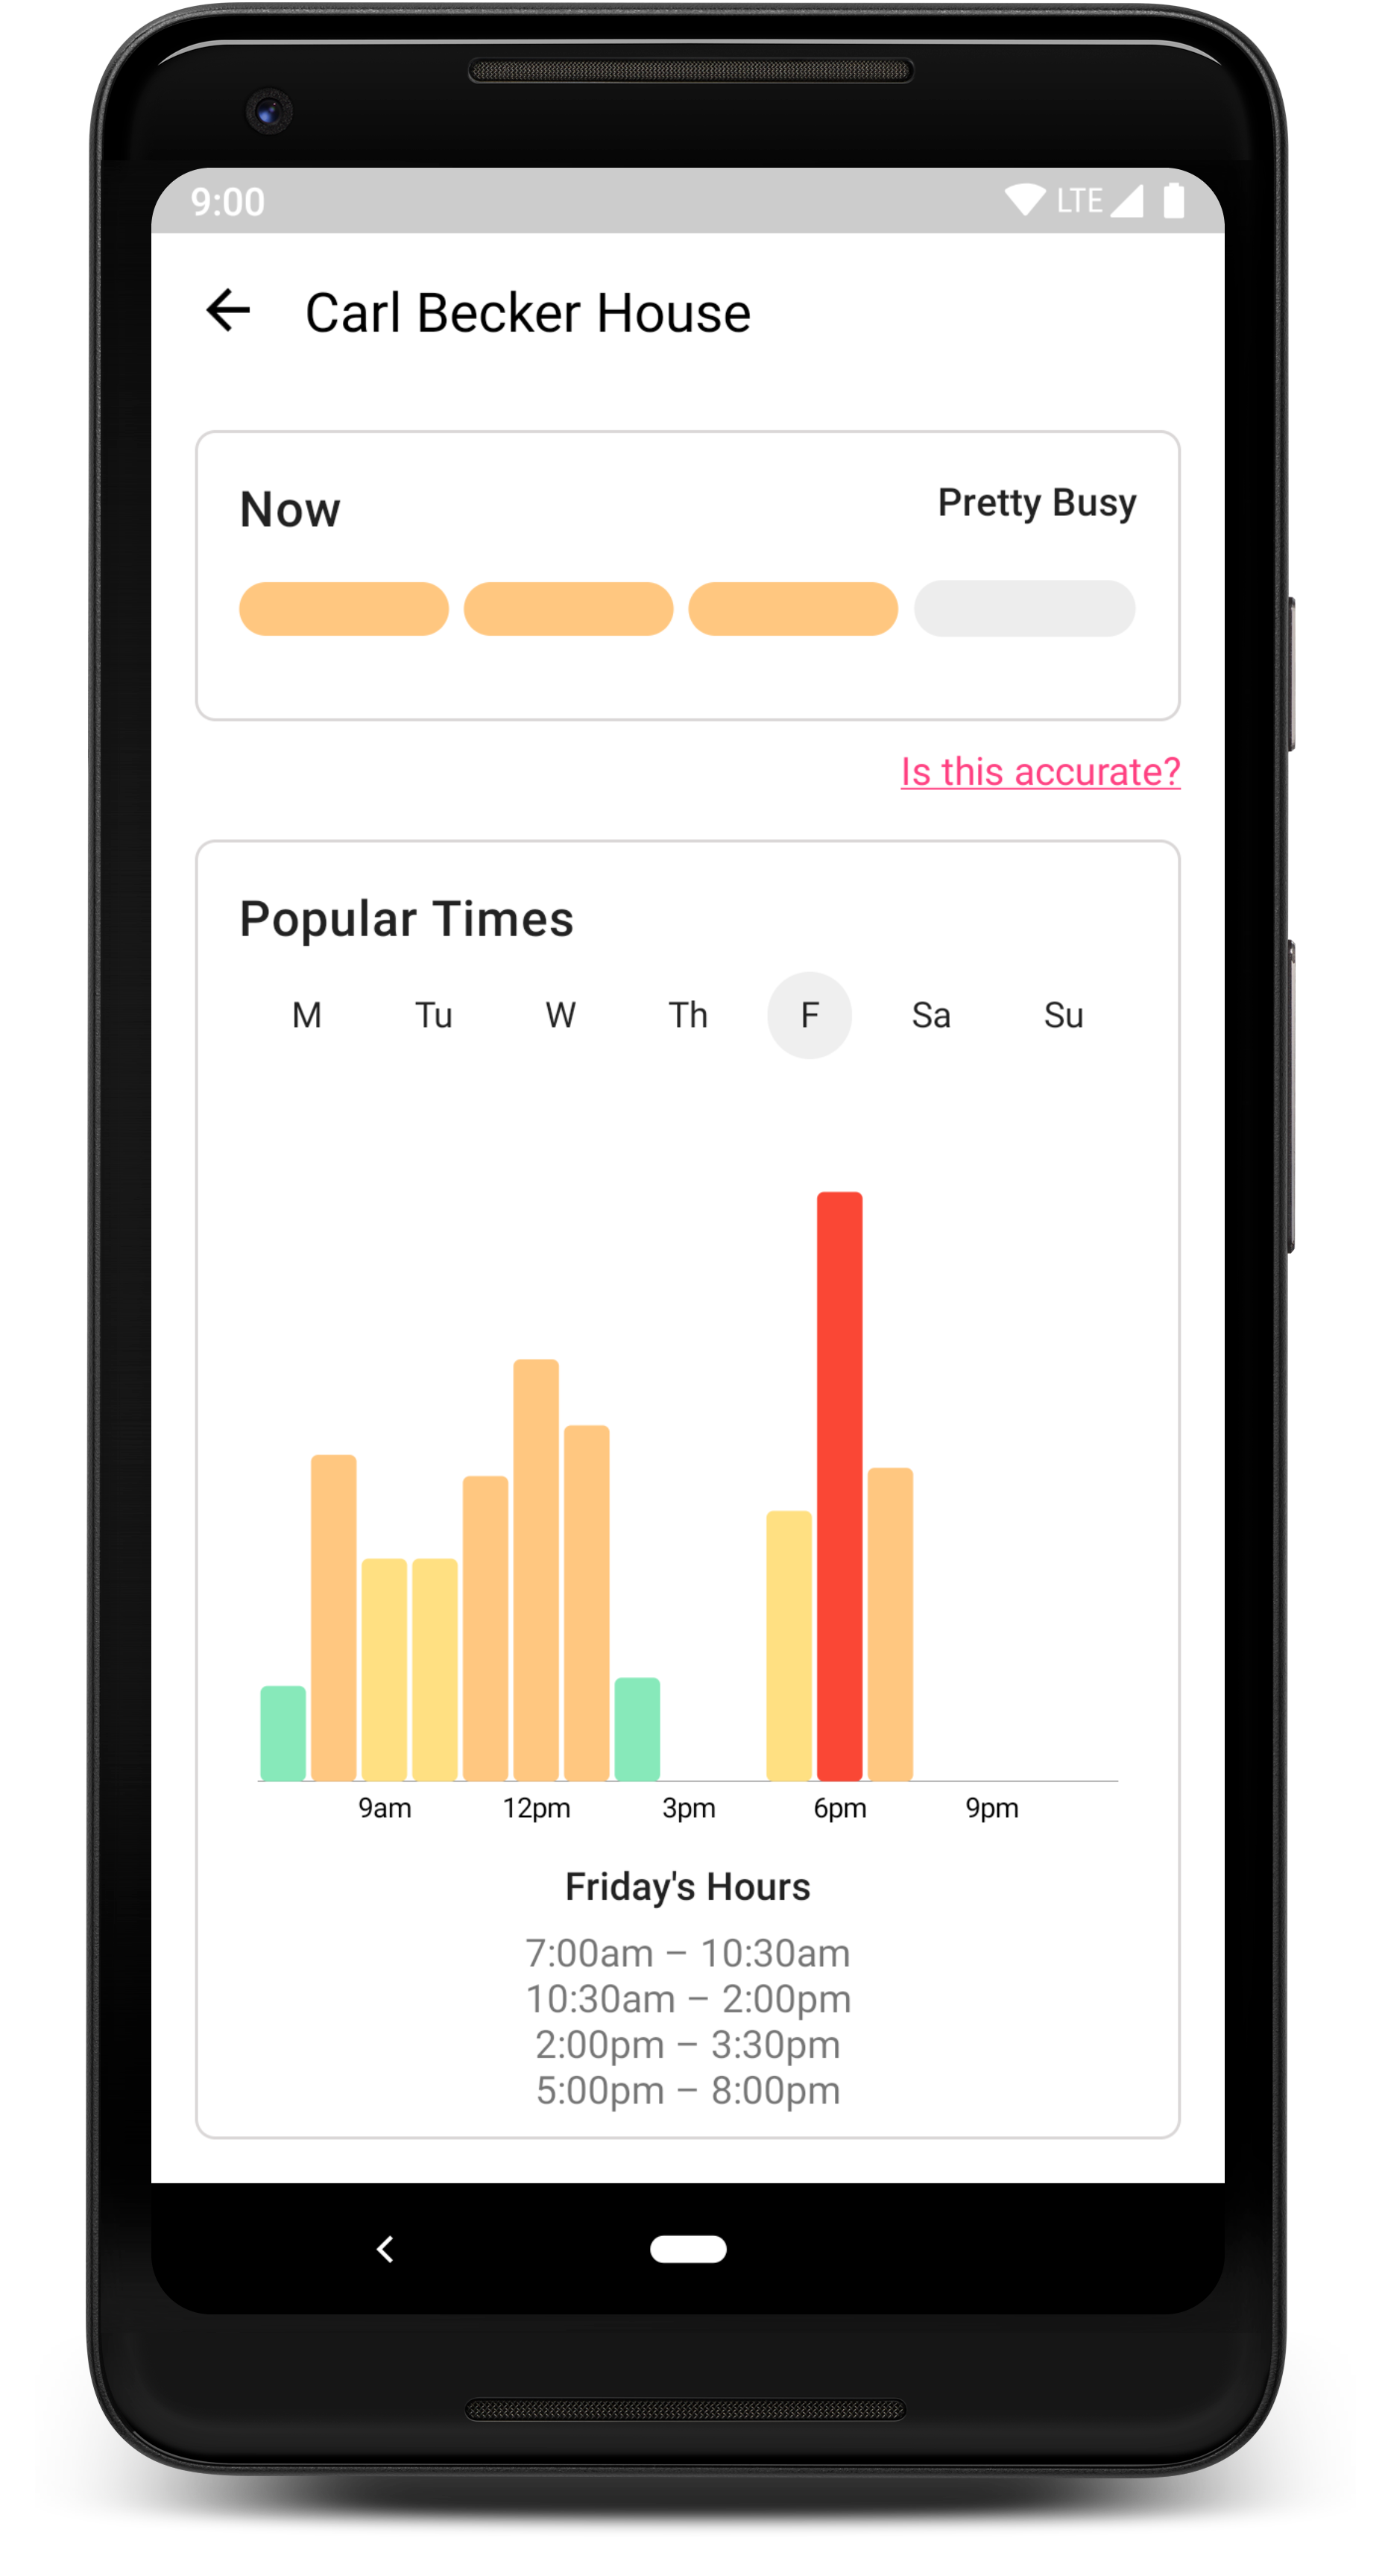 9:00 LTE
Carl Becker House
Now Pretty Busy
Is this accurate?
Popular Times
M Tu W Th F Sa Su
9am 12pm 3pm 6pm 9pm
Friday's Hours
7:00am – 10:30am
10:30am – 2:00pm
2:00pm – 3:30pm
5:00pm – 8:00pm